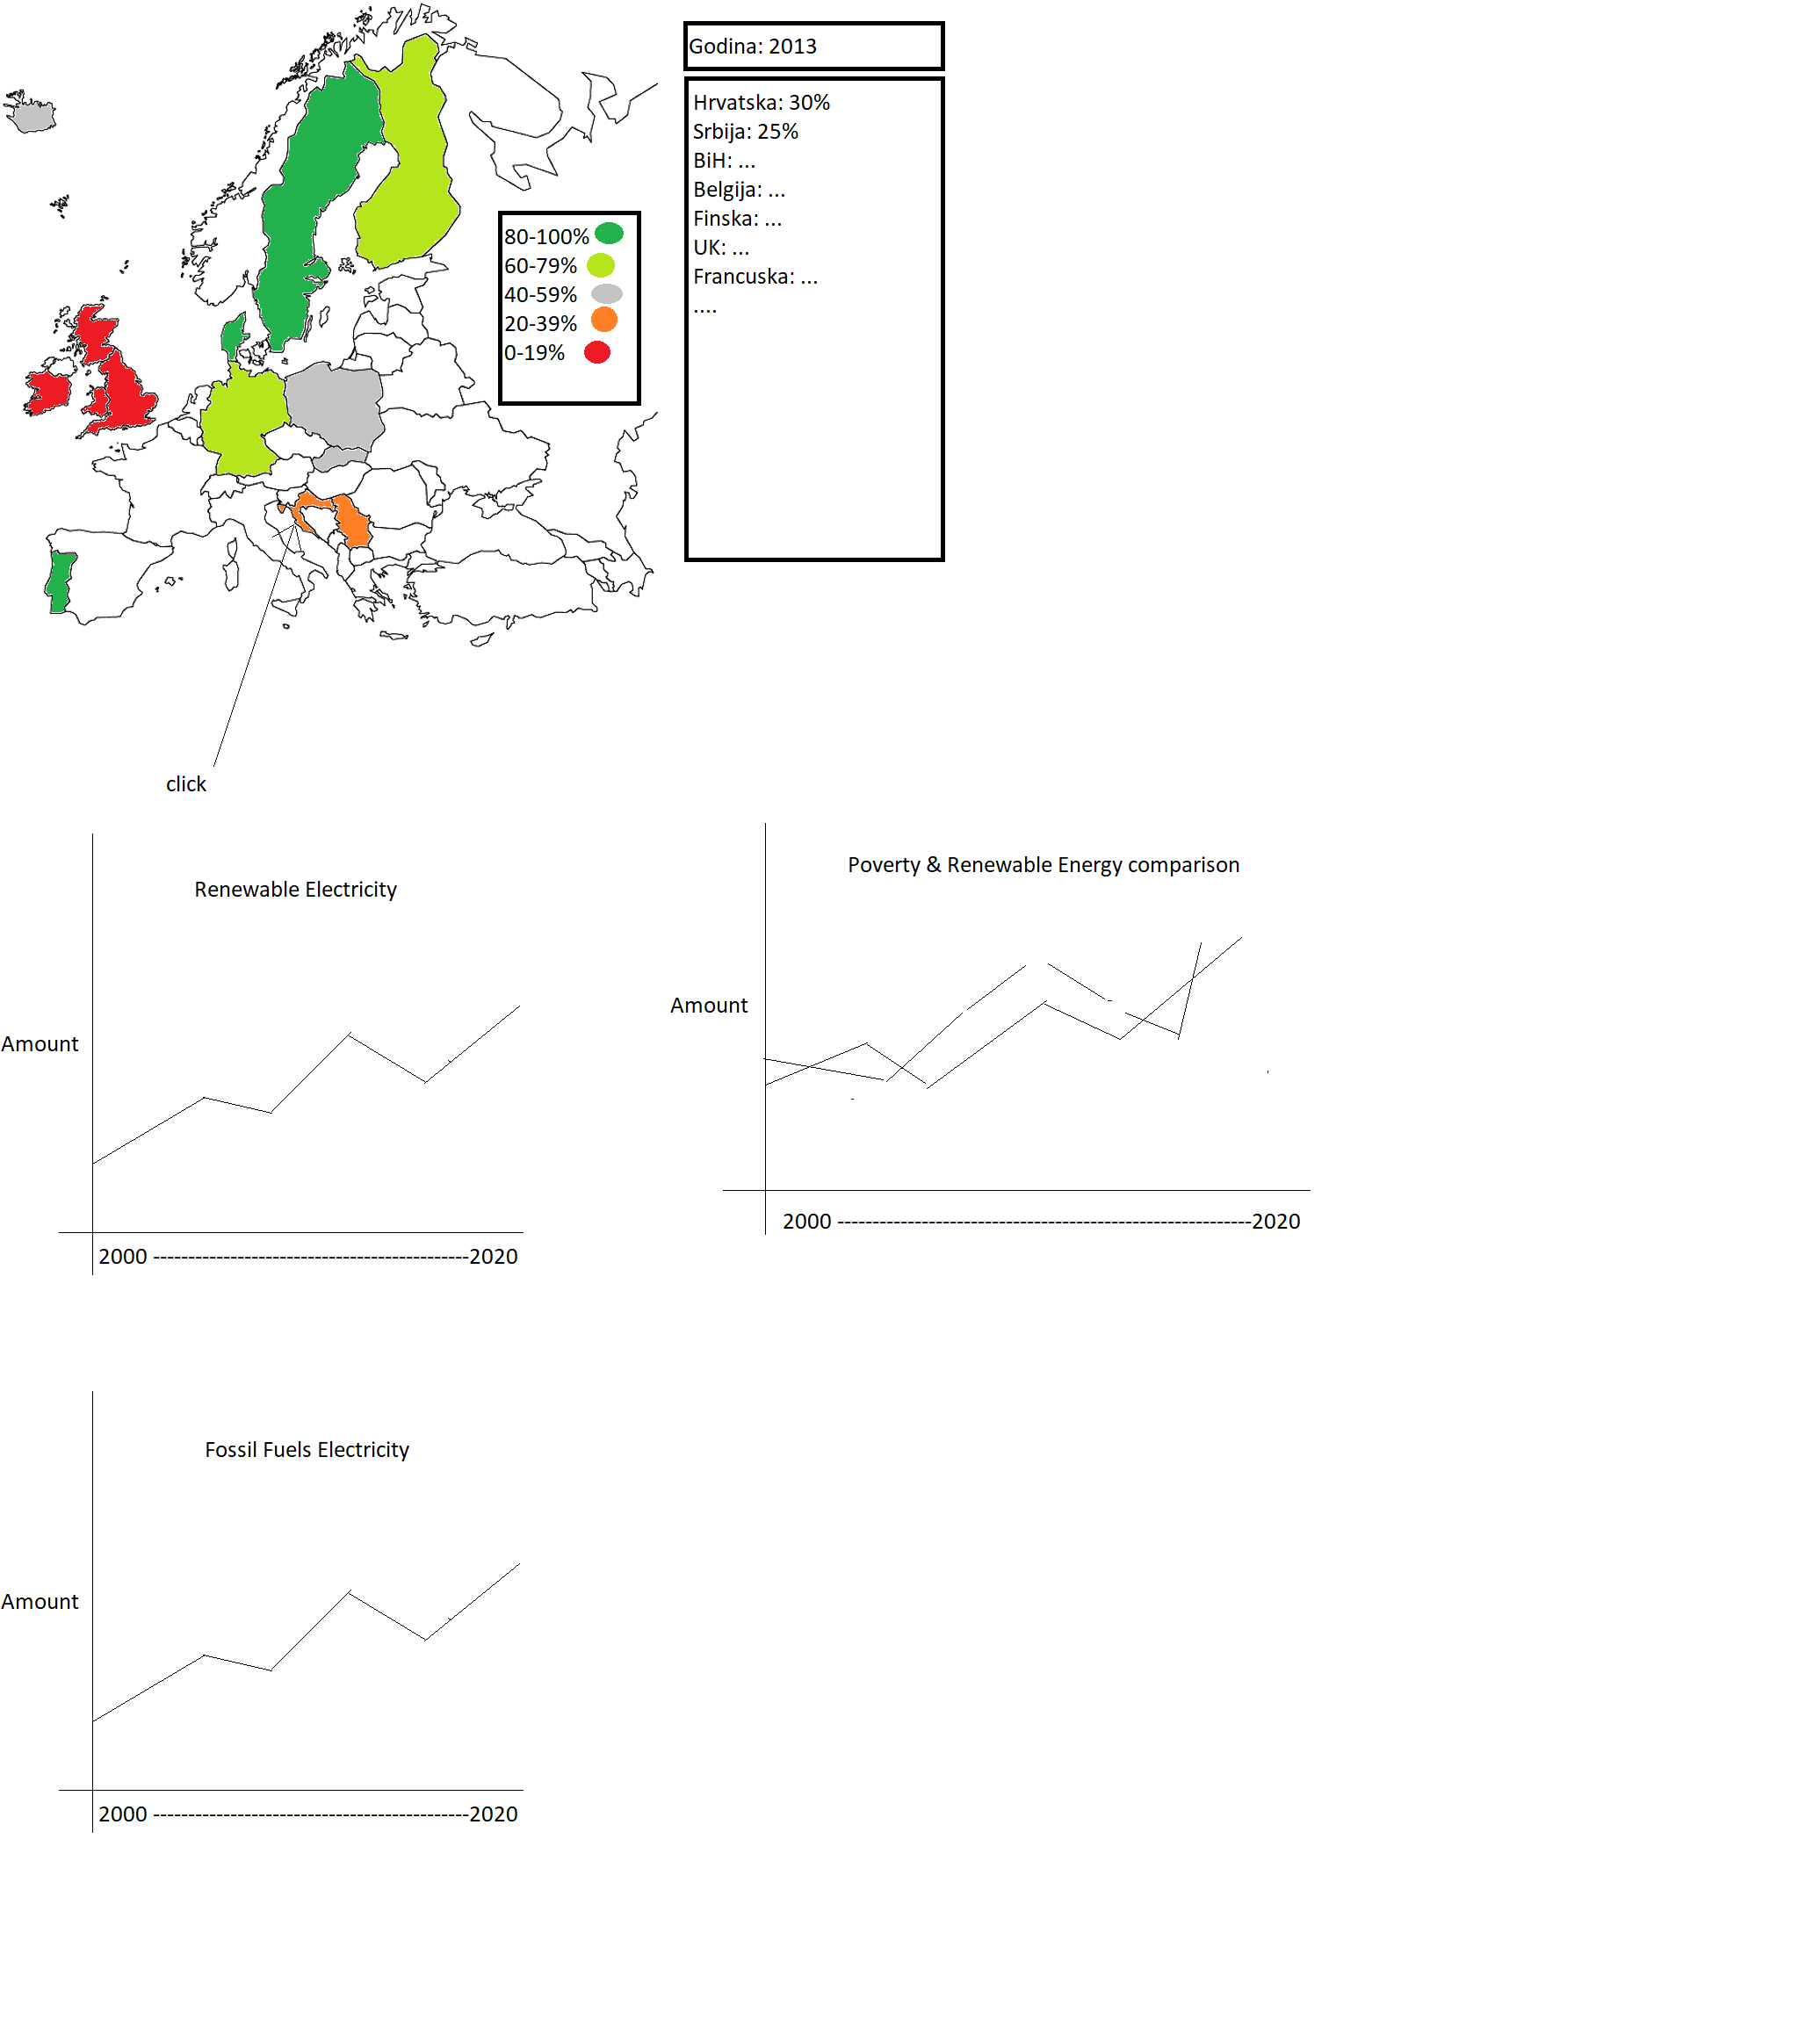 Godina: 2013
Hrvatska: 30%
Srbija: 25%
BiH: ...
Belgija: ...
Finska: ...
UK: ...
Francuska: ...
....
80-100%
60-79%
40-59%
20-39%
0-19%
click
Renewable Electricity
Amount
2000 ---------------------------------------------2020
Poverty & Renewable Energy comparison
Amount
2000 -----------------------------------------------------------2020
Fossil Fuels Electricity
Amount
2000 ---------------------------------------------2020